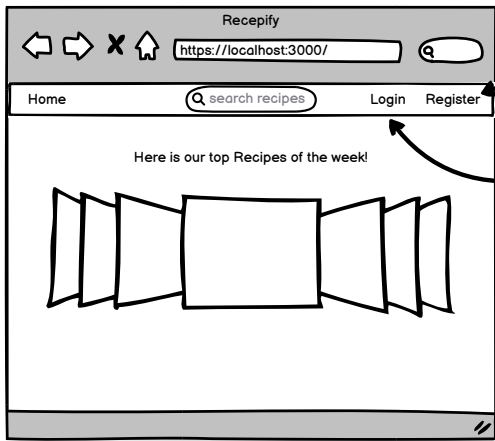 Recepify
https://localhost:3000/
Home search recipes Login Register
Here is our top Recipes of the week!